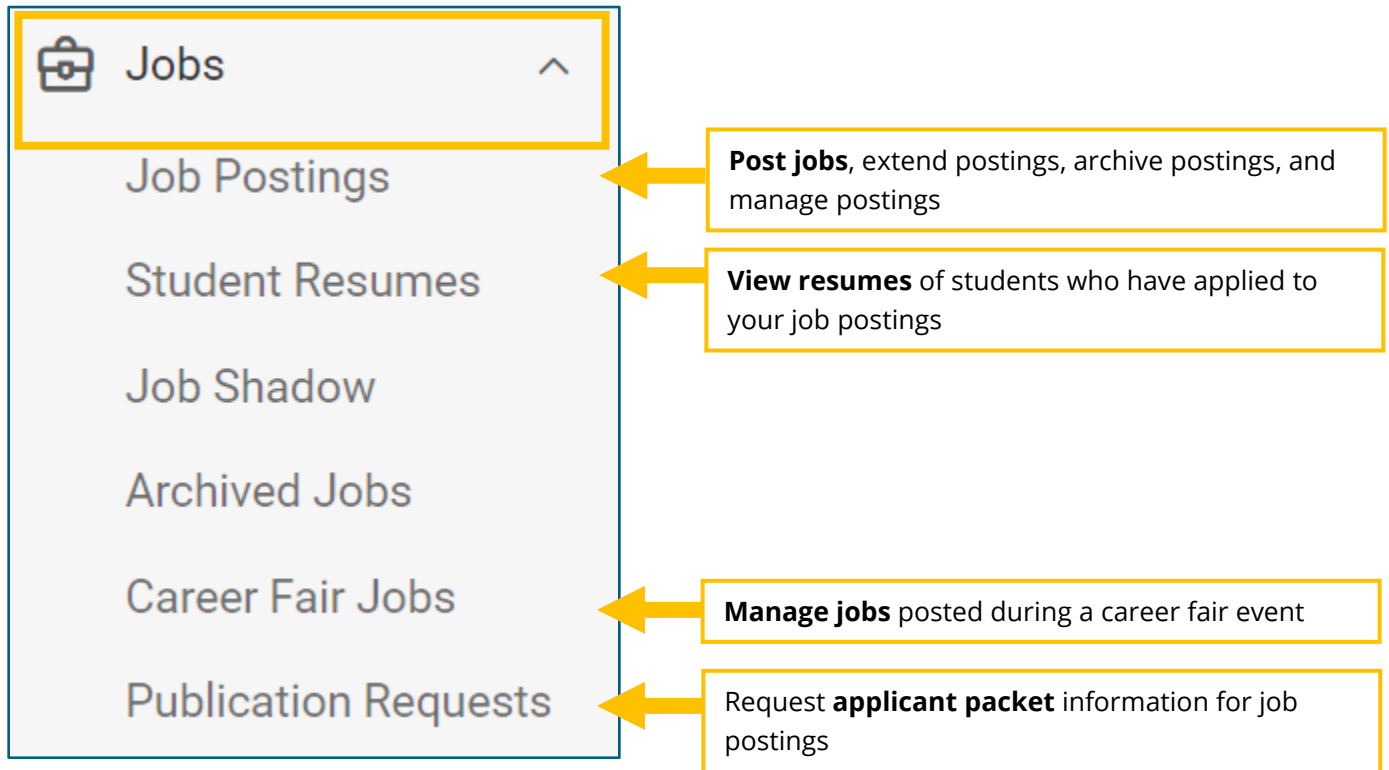 Jobs
Job Postings
Post jobs, extend postings, archive postings, and
manage postings
Student Resumes
View resumes of students who have applied to
your job postings
Job Shadow
Archived Jobs
Career Fair Jobs
Manage jobs posted during a career fair event
Publication Requests
Request applicant packet information for job
postings